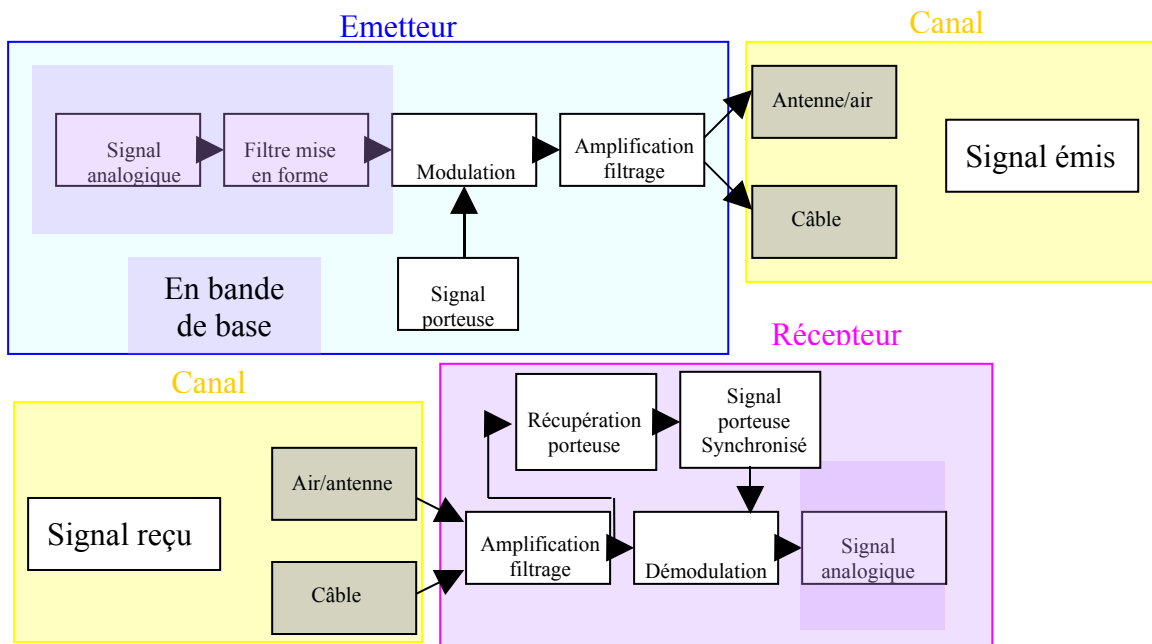 Emetteur
Canal
Signal
analogique
Filtre mise
en forme
Modulation
Amplification
filtrage
Antenne/air
Câble
Signal émis
En bande
de base
Signal
porteuse
Récepteur
Canal
Signal reçu
Air/antenne
Câble
Récupération
porteuse
Signal
porteuse
Synchronisé
Amplification
filtrage
Démodulation
Signal
analogique